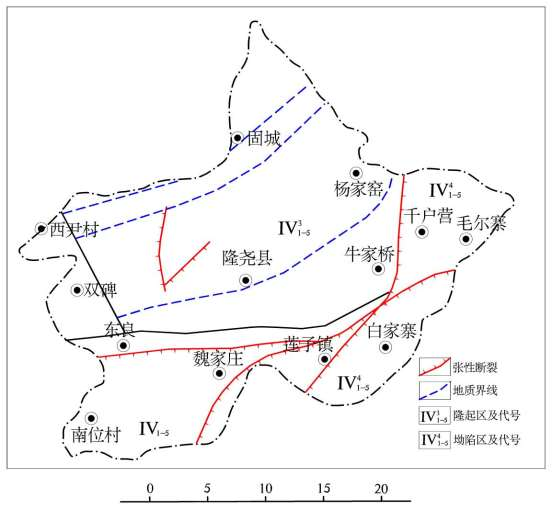 固城
杨家窑
IV⁴₁₋₅
西尹村
IV³₁₋₅
千户营
毛尔寨
隆尧县
牛家桥
双碑
东良
莲子镇
白家寨
魏家庄
IV⁴₁₋₅
南位村
IV₁₋₅
张性断裂
地质界线
IV³₁₋₅ 隆起区及代号
IV⁴₁₋₅ 坳陷区及代号
0 5 10 15 20